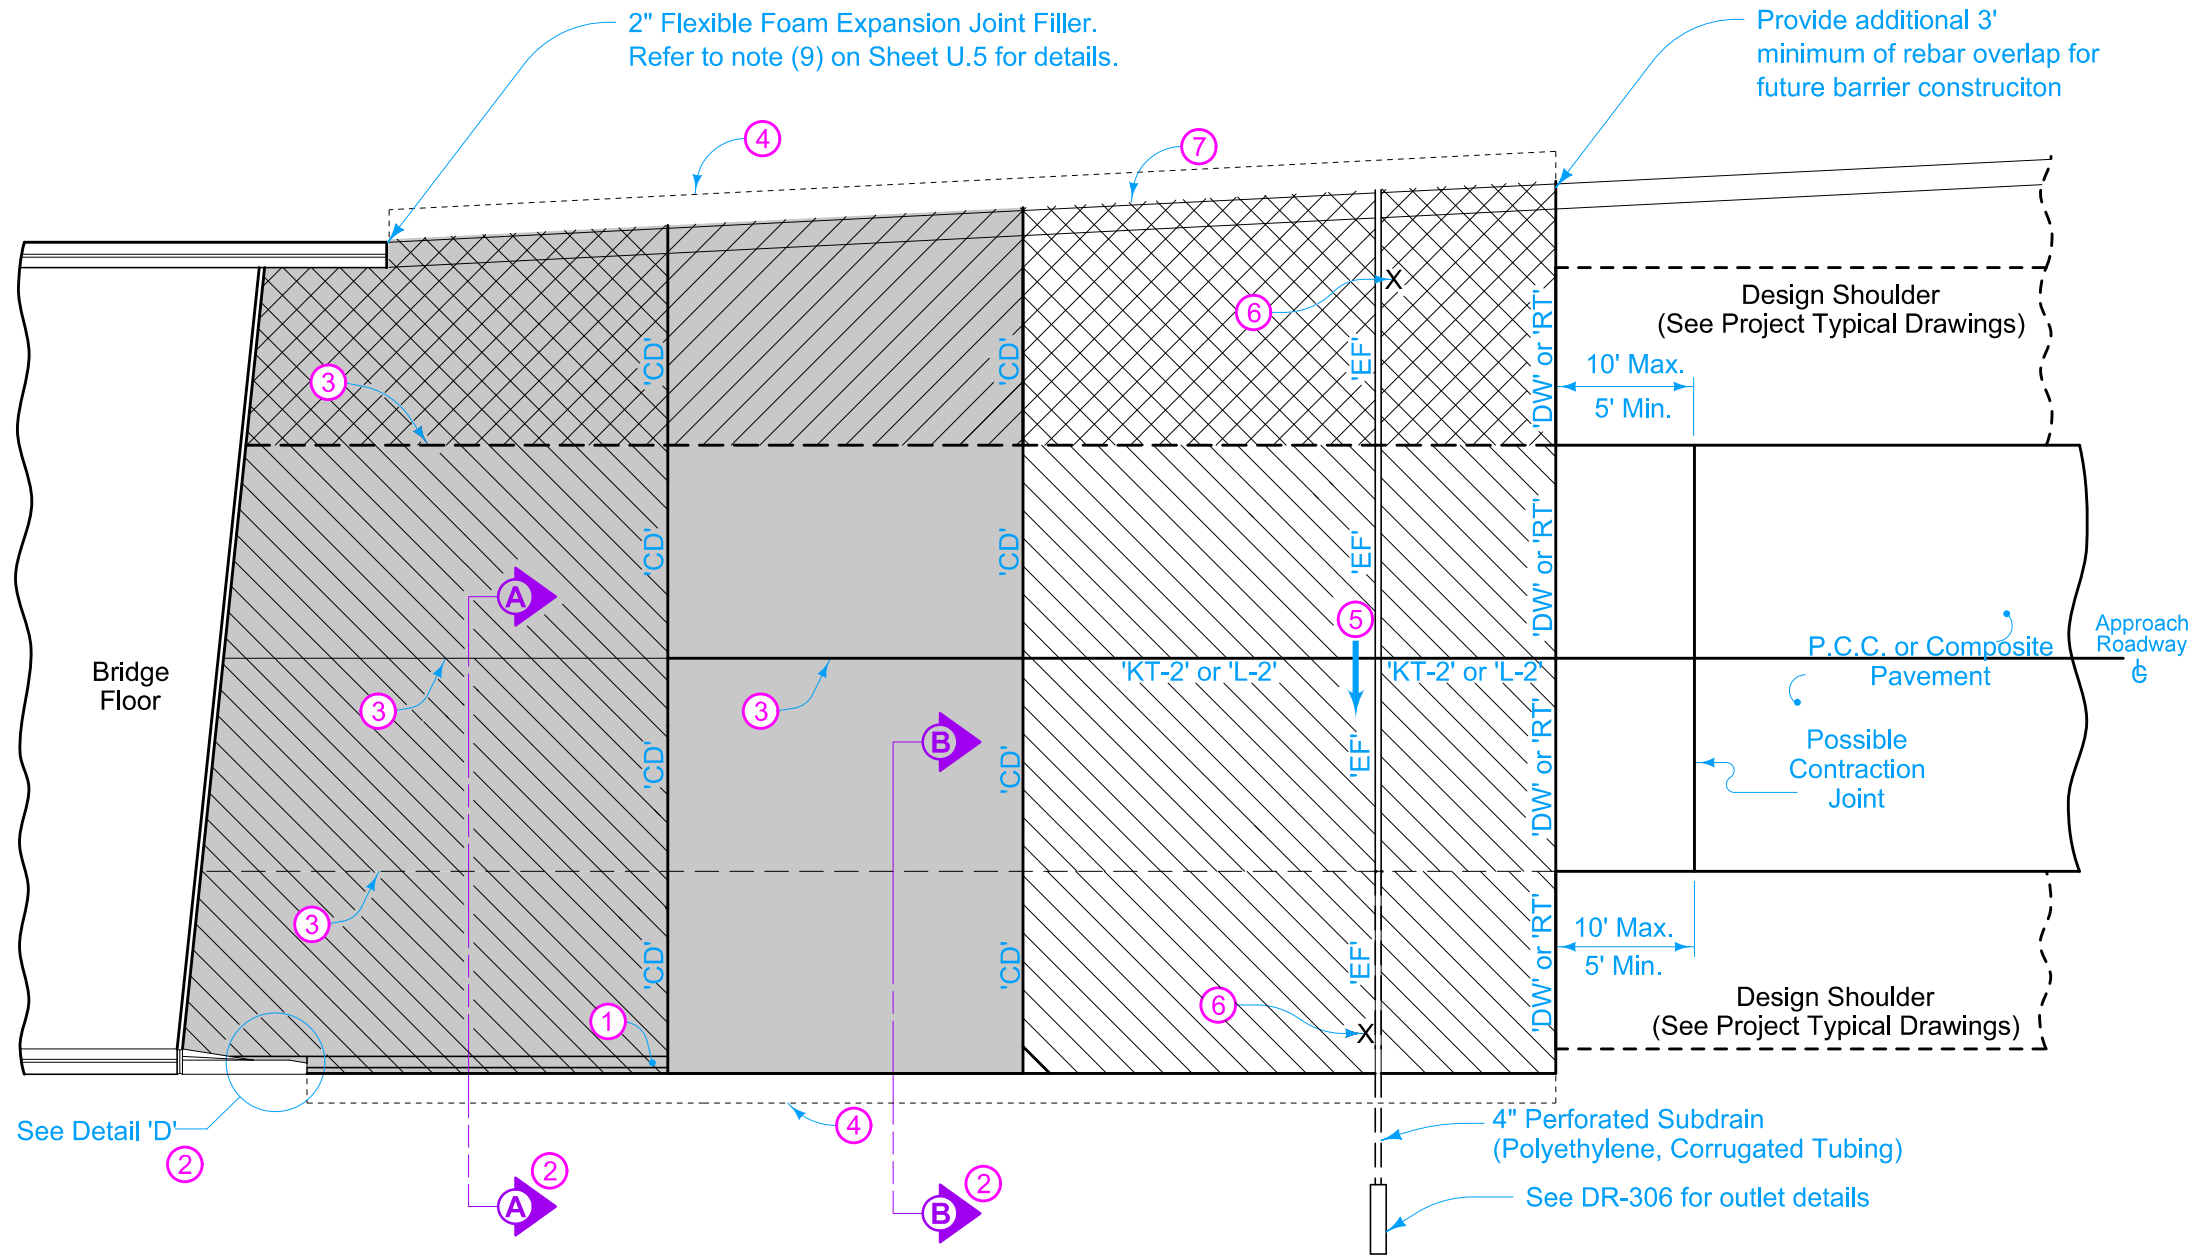 2" Flexible Foam Expansion Joint Filler.
Refer to note (9) on Sheet U.5 for details.
Provide additional 3'
minimum of rebar overlap for
future barrier construciton
4
7
6
3
'CD'
'CD'
'EF'
'DW' or 'RT'
Design Shoulder
(See Project Typical Drawings)
10' Max.
5' Min.
'CD'
'CD'
'EF'
'DW' or 'RT'
A
5
Bridge
Floor
3
3
B
'KT-2' or 'L-2'
'KT-2' or 'L-2'
P.C.C. or Composite
Pavement
Approach
Roadway
℄
'CD'
'CD'
'EF'
'DW' or 'RT'
Possible
Contraction
Joint
3
'CD'
'CD'
'EF'
'DW' or 'RT'
10' Max.
5' Min.
1
6
X
X
Design Shoulder
(See Project Typical Drawings)
See Detail 'D'
2
4
A
2
B
2
4" Perforated Subdrain
(Polyethylene, Corrugated Tubing)
See DR-306 for outlet details